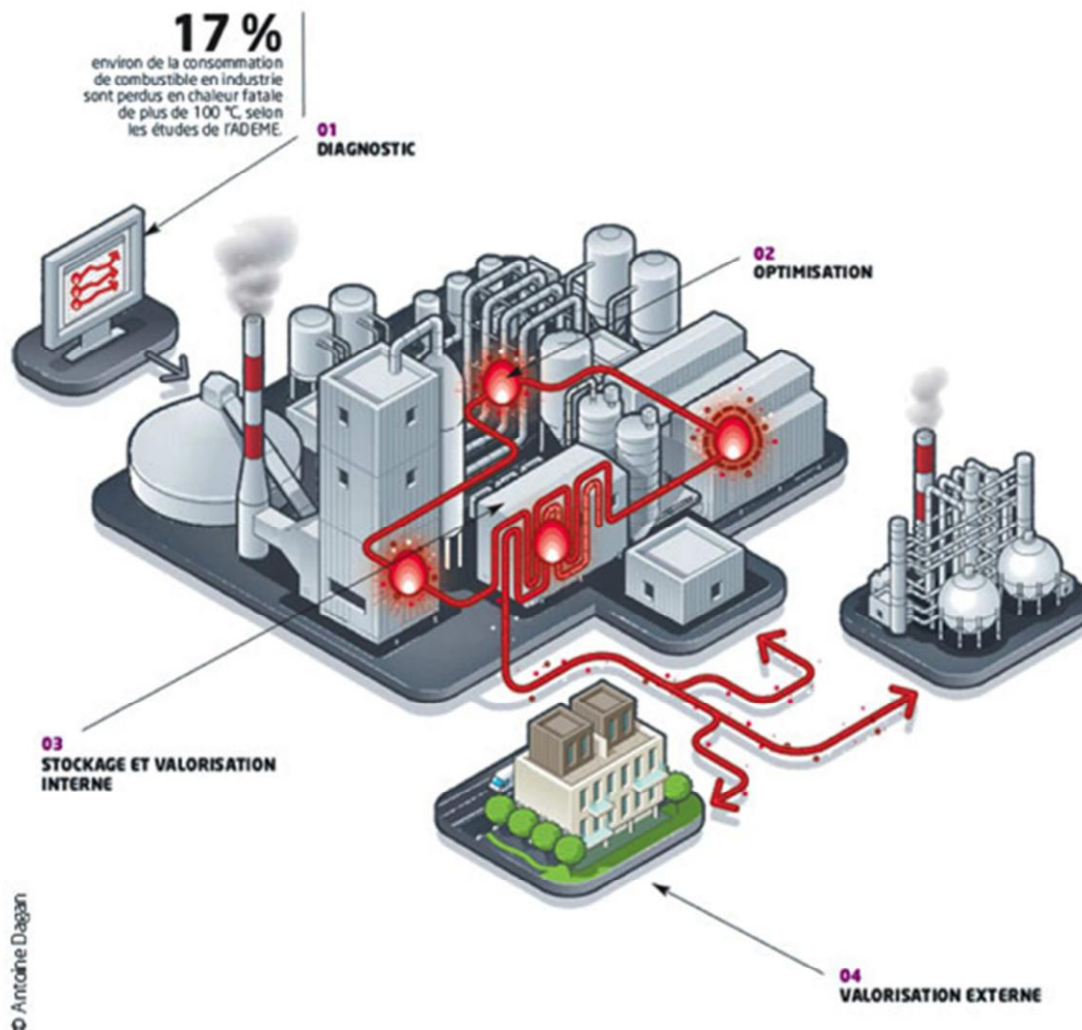 17 %
environ de la consommation
de combustible en industrie
sont perdus en chaleur fatale
de plus de 100 °C, selon
les études de l'ADEME.
01
DIAGNOSTIC
02
OPTIMISATION
03
STOCKAGE ET VALORISATION
INTERNE
04
VALORISATION EXTERNE
© Antoine Dagan